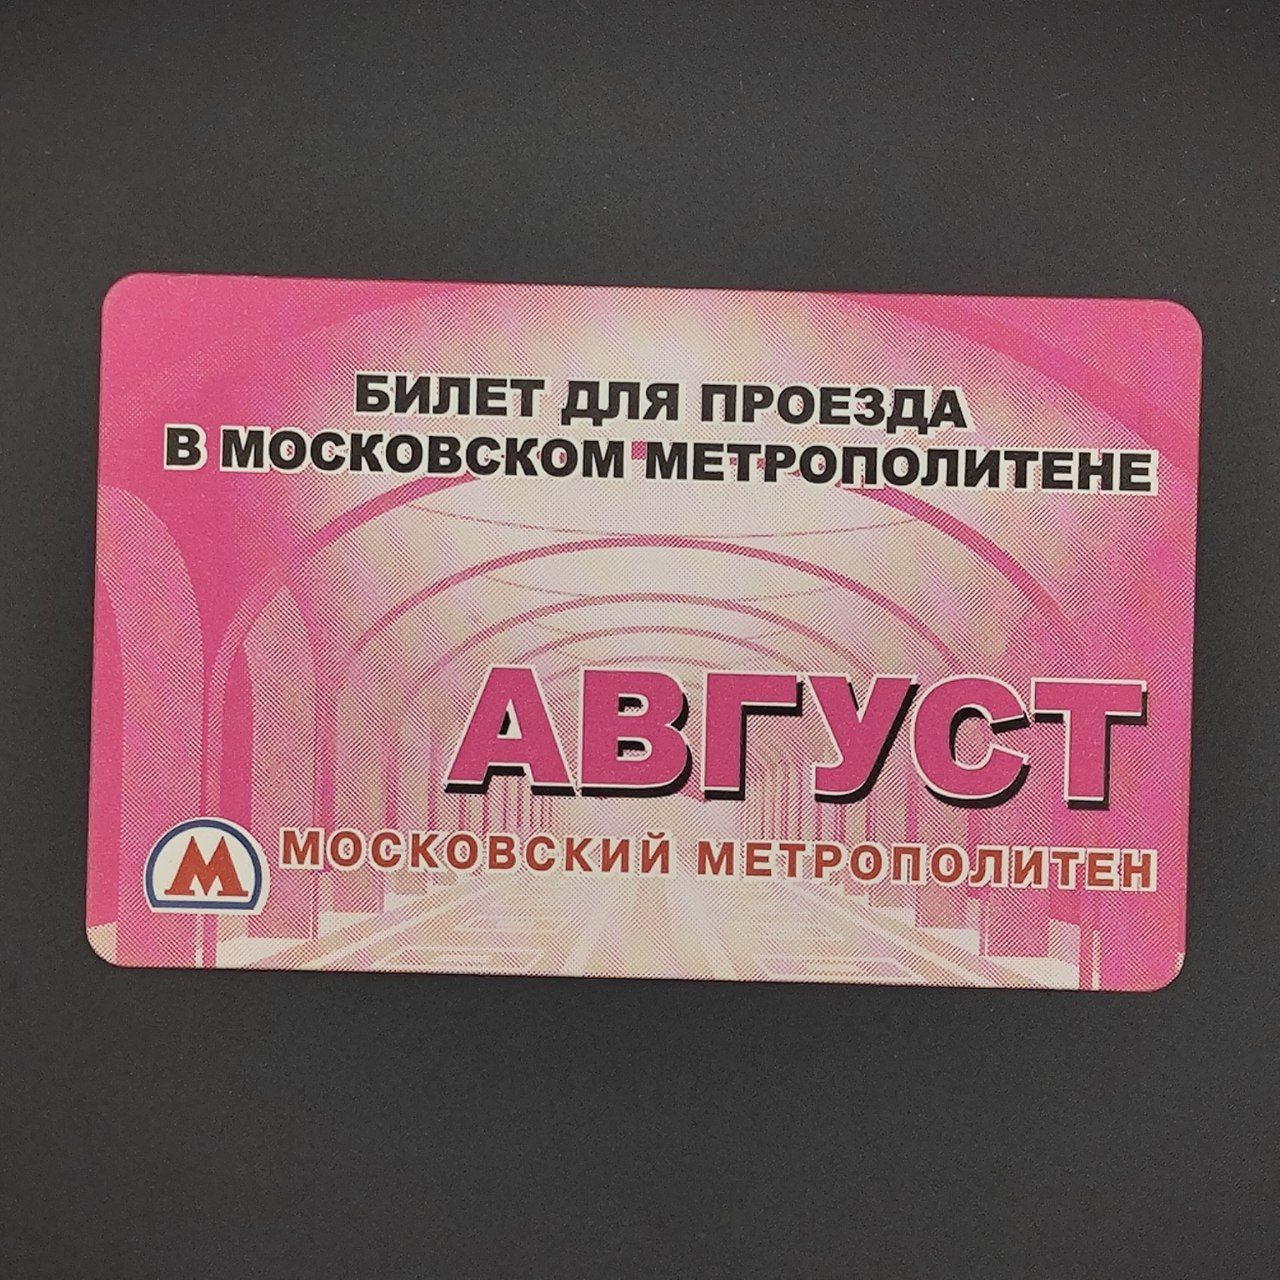 БИЛЕТ ДЛЯ ПРОЕЗДА
В МОСКОВСКОМ МЕТРОПОЛИТЕНЕ
АВГУСТ
М МОСКОВСКИЙ МЕТРОПОЛИТЕН